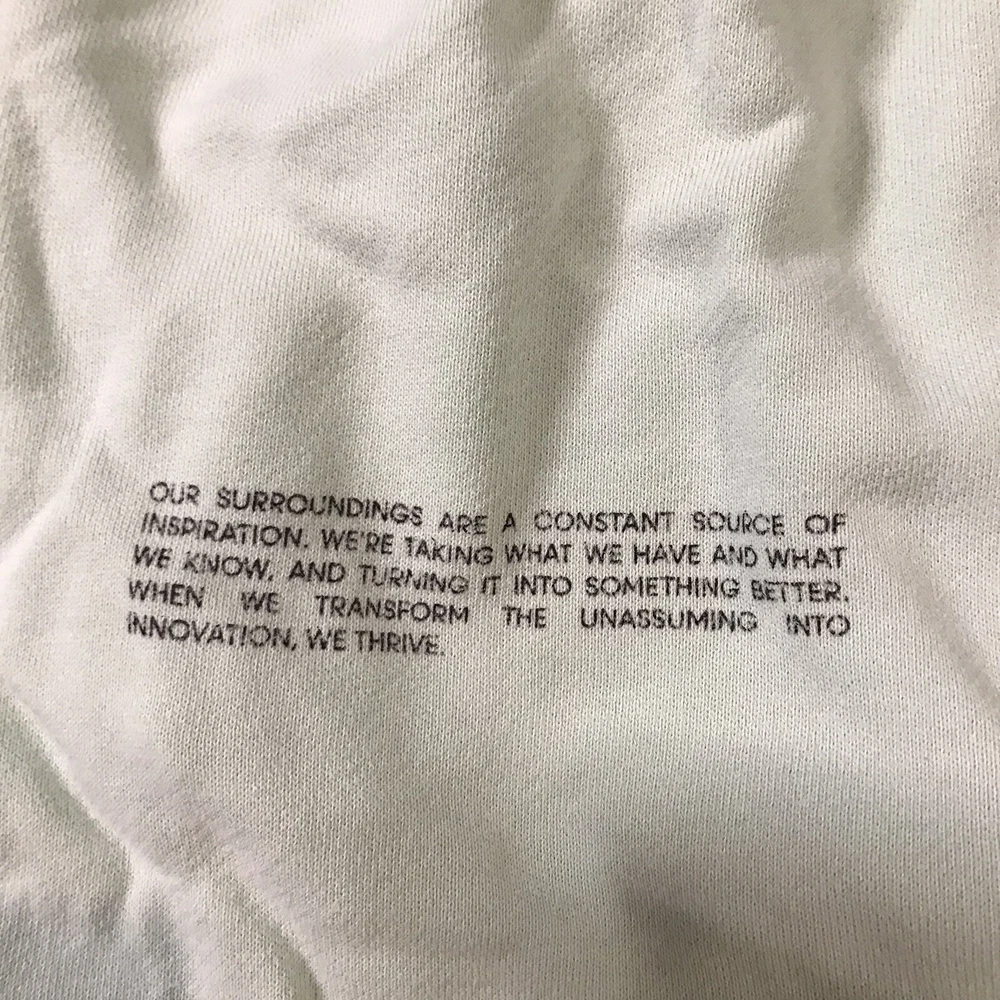 OUR SURROUNDINGS ARE A CONSTANT SOURCE OF
INSPIRATION. WE'RE TAKING WHAT WE HAVE AND WHAT
WE KNOW, AND TURNING IT INTO SOMETHING BETTER.
WHEN WE TRANSFORM THE UNASSUMING INTO
INNOVATION, WE THRIVE.